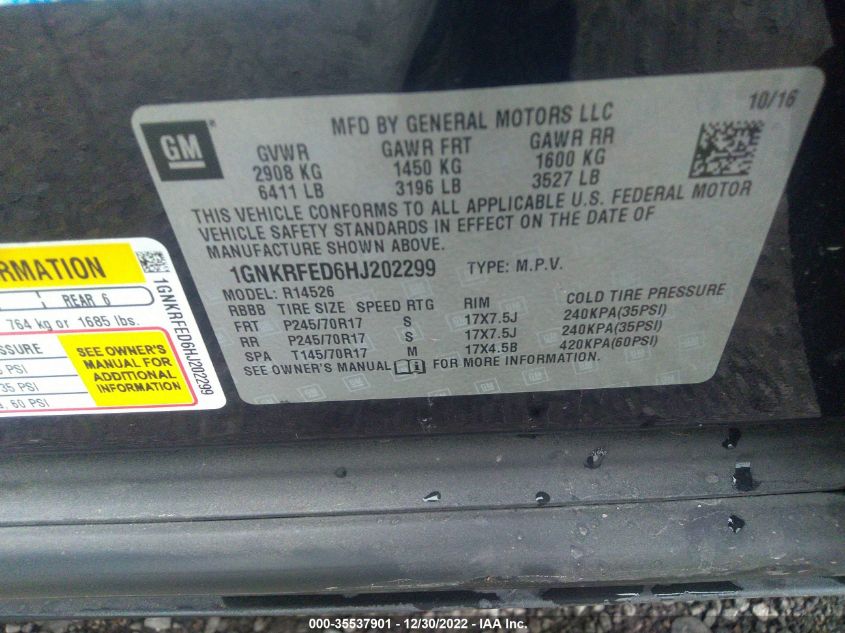 10/16
GM
MFD BY GENERAL MOTORS LLC
GVWR GAWR FRT GAWR RR
2908 KG 1450 KG 1600 KG
6411 LB 3196 LB 3527 LB
THIS VEHICLE CONFORMS TO ALL APPLICABLE U.S. FEDERAL MOTOR
VEHICLE SAFETY STANDARDS IN EFFECT ON THE DATE OF
MANUFACTURE SHOWN ABOVE.
1GNKRFED6HJ202299 TYPE: M.P.V.
MODEL: R14526
RBBB TIRE SIZE SPEED RTG RIM COLD TIRE PRESSURE
FRT P245/70R17 S 17X7.5J 240KPA(35PSI)
RR P245/70R17 S 17X7.5J 240KPA(35PSI)
SPA T145/70R17 M 17X4.5B 420KPA(60PSI)
SEE OWNER'S MANUAL FOR MORE INFORMATION.
REAR 6
764 kg or 1685 lbs.
SEE OWNER'S
MANUAL FOR
ADDITIONAL
INFORMATION
35 PSI
60 PSI
1GNKRFED6HJ202299
000-35537901 - 12/30/2022 - IAA Inc.